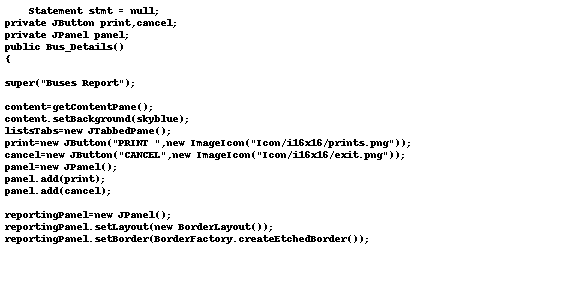 Statement stmt = null;
private JButton print,cancel;
private JPanel panel;
public Bus_Details()
{
super("Buses Report");
content=getContentPane();
content.setBackground(skyblue);
listsTabs=new JTabbedPane();
print=new JButton("PRINT ",new ImageIcon("Icon/i16x16/prints.png"));
cancel=new JButton("CANCEL",new ImageIcon("Icon/i16x16/exit.png"));
panel=new JPanel();
panel.add(print);
panel.add(cancel);
reportingPanel=new JPanel();
reportingPanel.setLayout(new BorderLayout());
reportingPanel.setBorder(BorderFactory.createEtchedBorder());